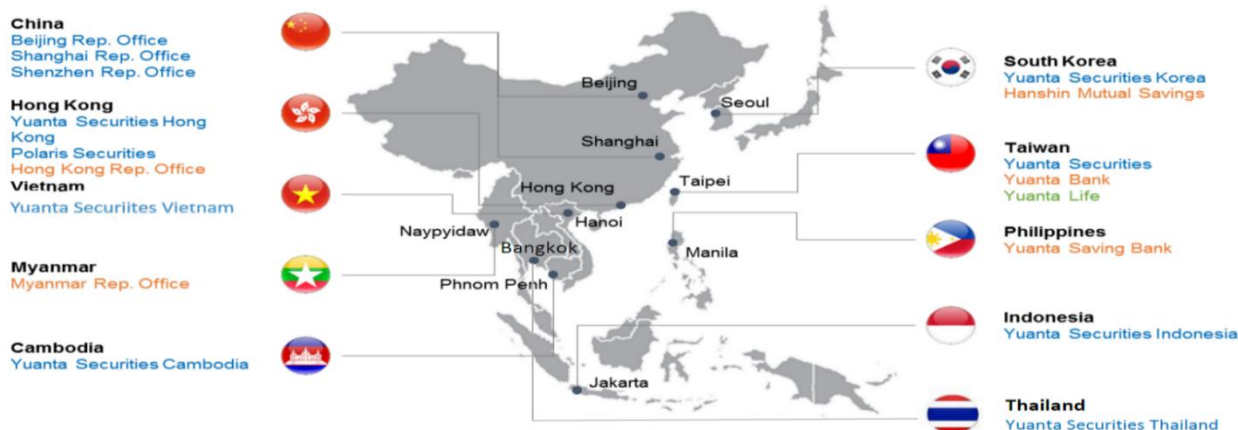 China
Beijing Rep. Office
Shanghai Rep. Office
Shenzhen Rep. Office
Hong Kong
Yuanta Securities Hong
Kong
Polaris Securities
Hong Kong Rep. Office
Vietnam
Yuanta Securiites Vietnam
Myanmar
Myanmar Rep. Office
Cambodia
Yuanta Securities Cambodia
Beijing
Seoul
Shanghai
Hong Kong
Taipei
Hanoi
Naypyidaw
Bangkok
Manila
Phnom Penh
Jakarta
South Korea
Yuanta Securities Korea
Hanshin Mutual Savings
Taiwan
Yuanta Securities
Yuanta Bank
Yuanta Life
Philippines
Yuanta Saving Bank
Indonesia
Yuanta Securities Indonesia
Thailand
Yuanta Securities Thailand